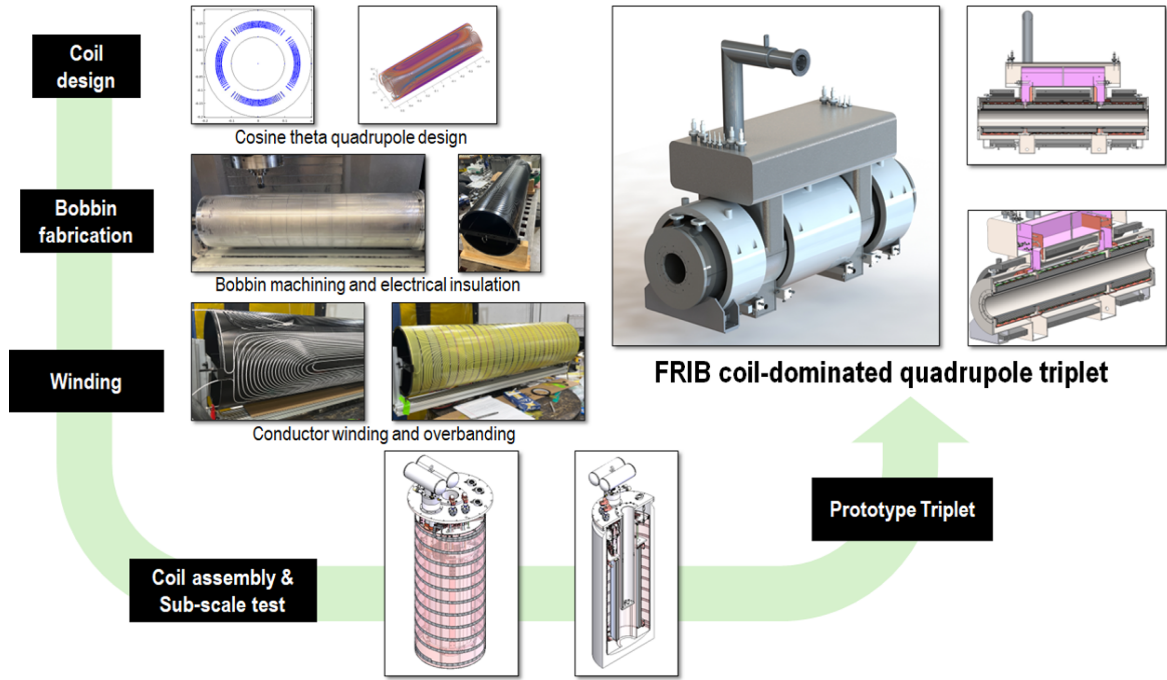 Coil
design
Cosine theta quadrupole design
Bobbin
fabrication
Bobbin machining and electrical insulation
Winding
Conductor winding and overbanding
FRIB coil-dominated quadrupole triplet
Prototype Triplet
Coil assembly &
Sub-scale test